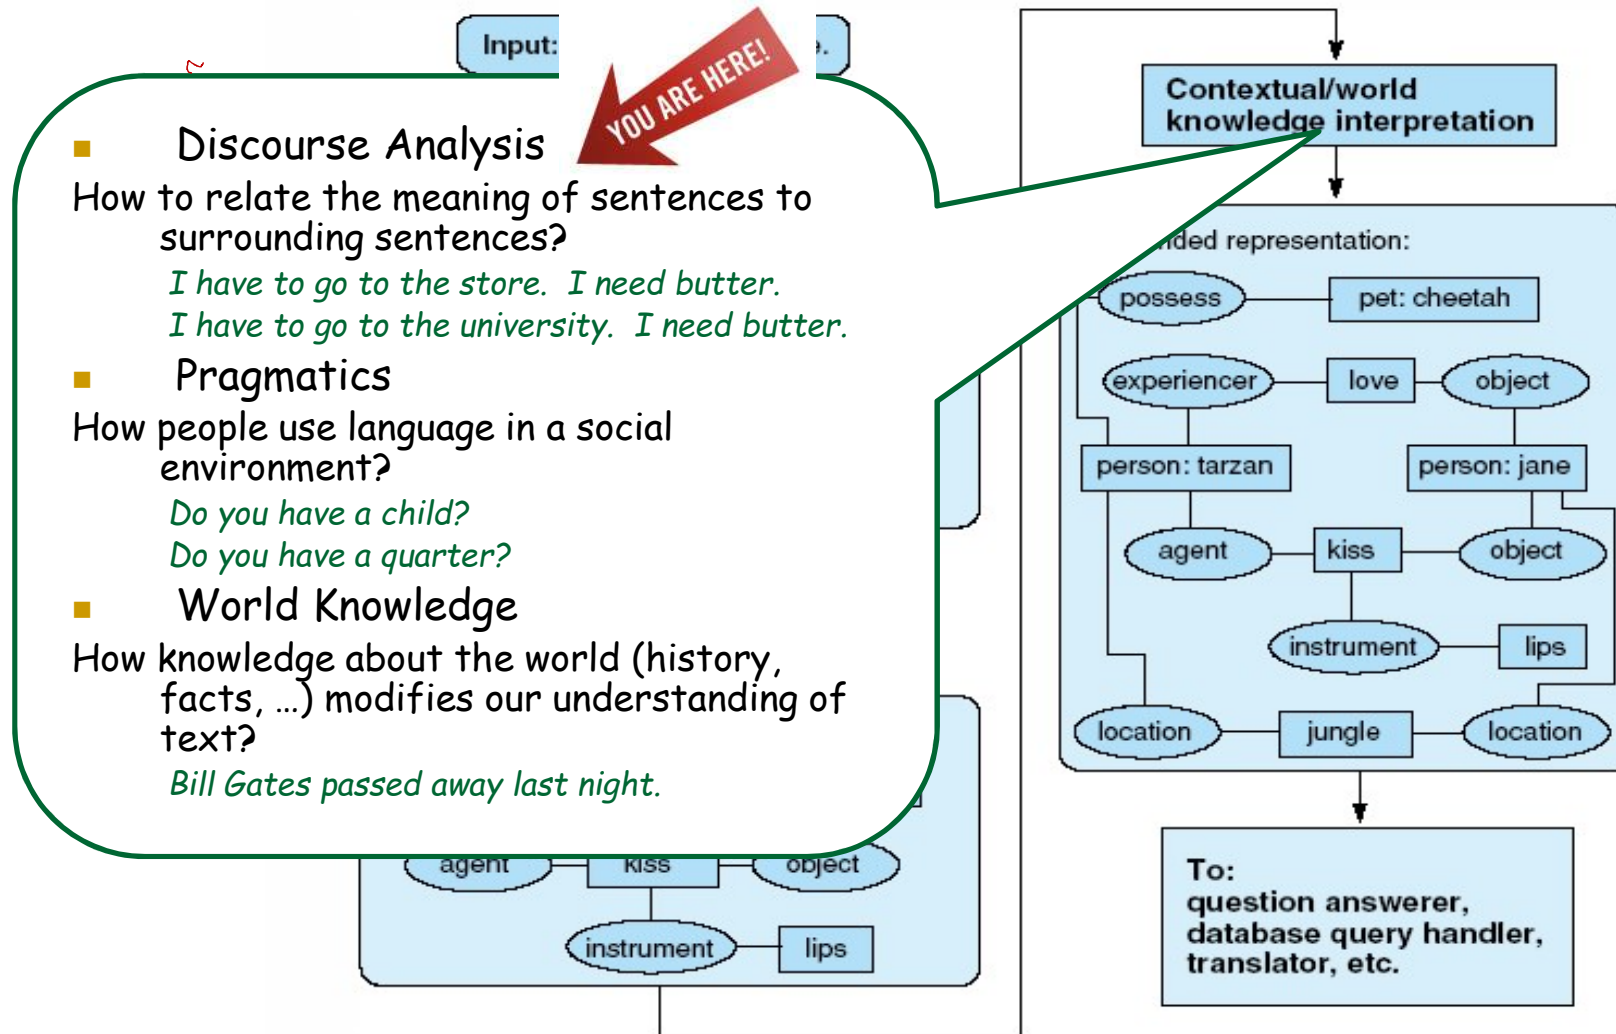 Input:
e.
YOU ARE HERE!
■ Discourse Analysis
How to relate the meaning of sentences to
surrounding sentences?
I have to go to the store. I need butter.
I have to go to the university. I need butter.
■ Pragmatics
How people use language in a social
environment?
Do you have a child?
Do you have a quarter?
■ World Knowledge
How knowledge about the world (history,
facts, …) modifies our understanding of
text?
Bill Gates passed away last night.
agent
kiss
object
instrument
lips
Contextual/world
knowledge interpretation
nded representation:
possess
pet: cheetah
experiencer
love
object
person: tarzan
person: jane
agent
kiss
object
instrument
lips
location
jungle
location
To:
question answerer,
database query handler,
translator, etc.